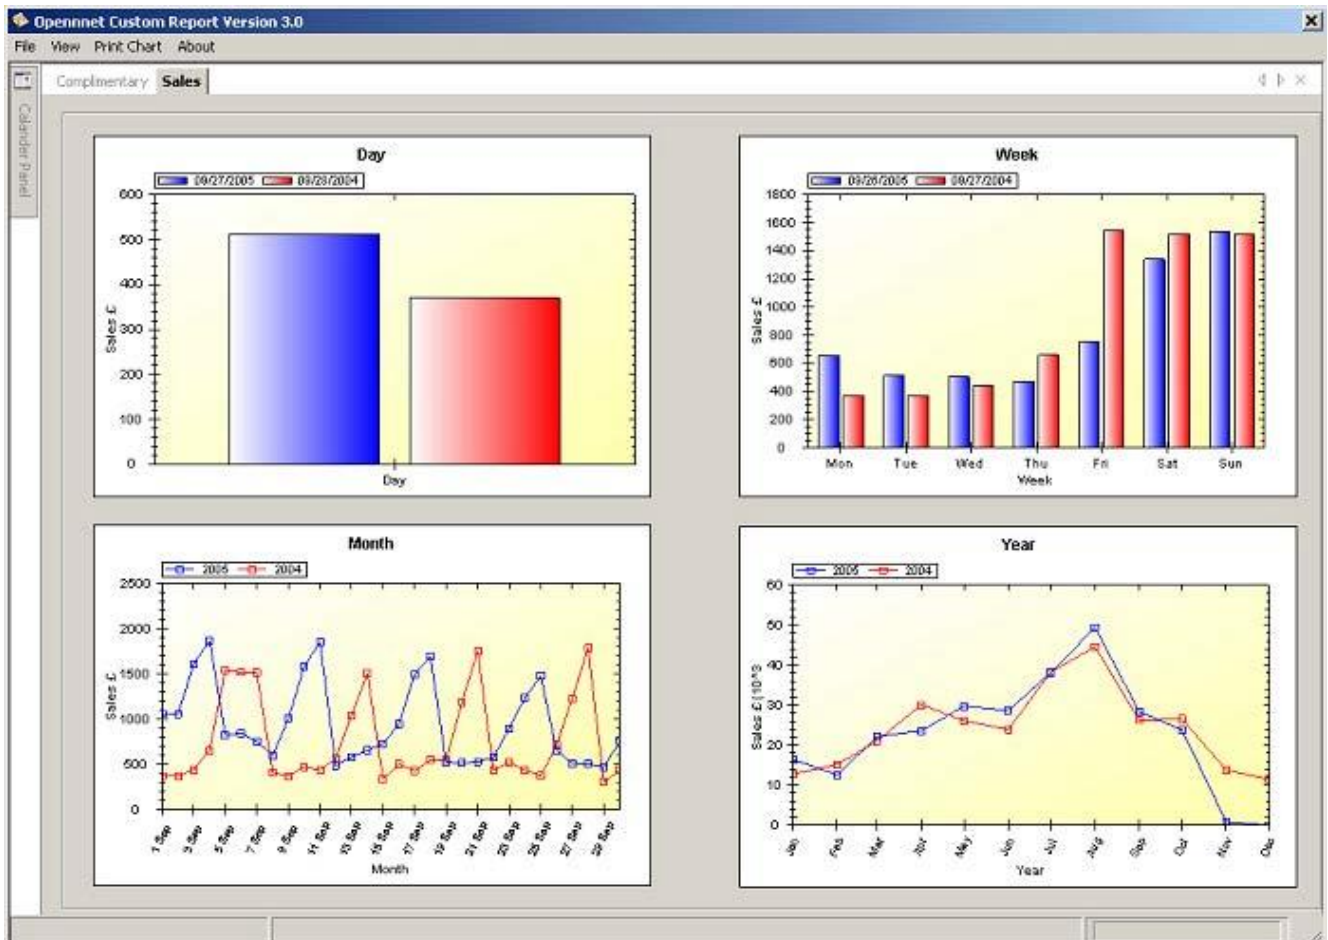 Opennnet Custom Report Version 3.0
File View Print Chart About
Complimentary Sales
Calander Panel
Day
09/27/2005 09/28/2004
600
500
400
300
200
100
0
Sales £
Day
Week
09/26/2005 09/27/2004
1800
1600
1400
1200
1000
800
600
400
200
0
Sales £
Mon Tue Wed Thu Fri Sat Sun
Week
Month
2005 2004
2500
2000
1500
1000
500
0
Sales £
1 Sep 3 Sep 5 Sep 7 Sep 9 Sep 11 Sep 13 Sep 15 Sep 17 Sep 19 Sep 21 Sep 23 Sep 25 Sep 27 Sep 29 Sep
Month
Year
2005 2004
60
50
40
30
20
10
0
Sales £ (10^3
Jan Feb Mar Apr May Jun Jul Aug Sep Oct Nov Dec
Year